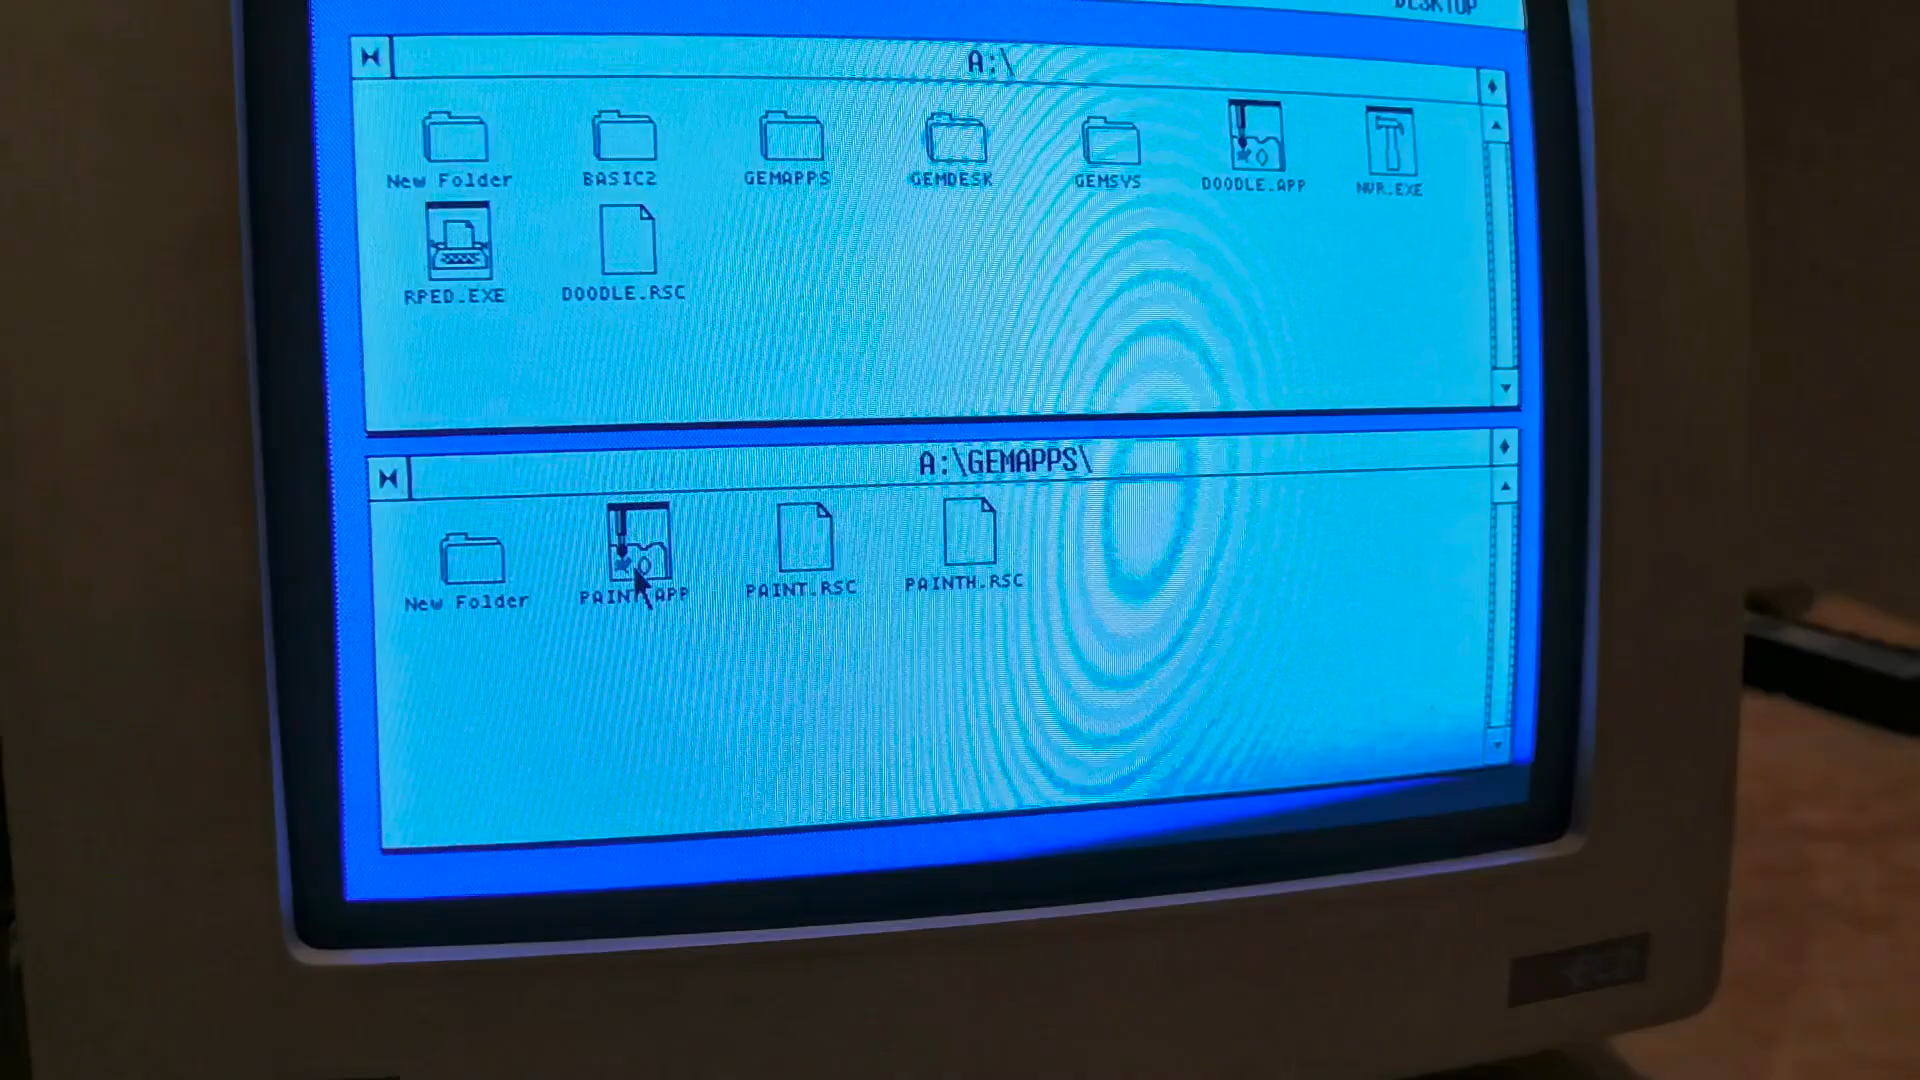 DESKTOP
A:\
New Folder BASIC2 GEMAPPS GEMDESK GEMSYS DOODLE.APP NVR.EXE
RPED.EXE DOODLE.RSC
A:\GEMAPPS\
New Folder PAINT.APP PAINT.RSC PAINTH.RSC